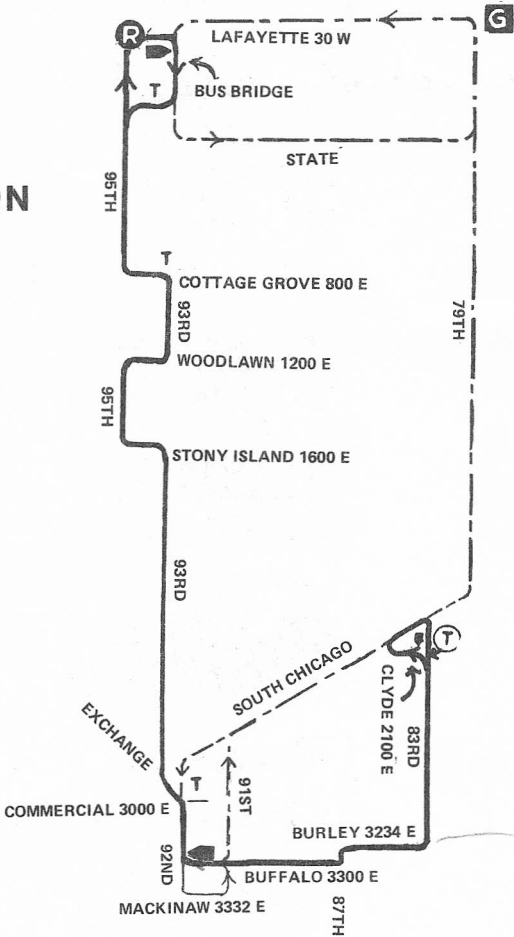 G
LAFAYETTE 30 W
R
BUS BRIDGE
T
STATE
95TH
N
T
COTTAGE GROVE 800 E
93RD
79TH
WOODLAWN 1200 E
95TH
STONY ISLAND 1600 E
93RD
T
SOUTH CHICAGO
CLYDE 2100 E
83RD
EXCHANGE
T
91ST
COMMERCIAL 3000 E
BURLEY 3234 E
92ND
BUFFALO 3300 E
MACKINAW 3332 E
87TH